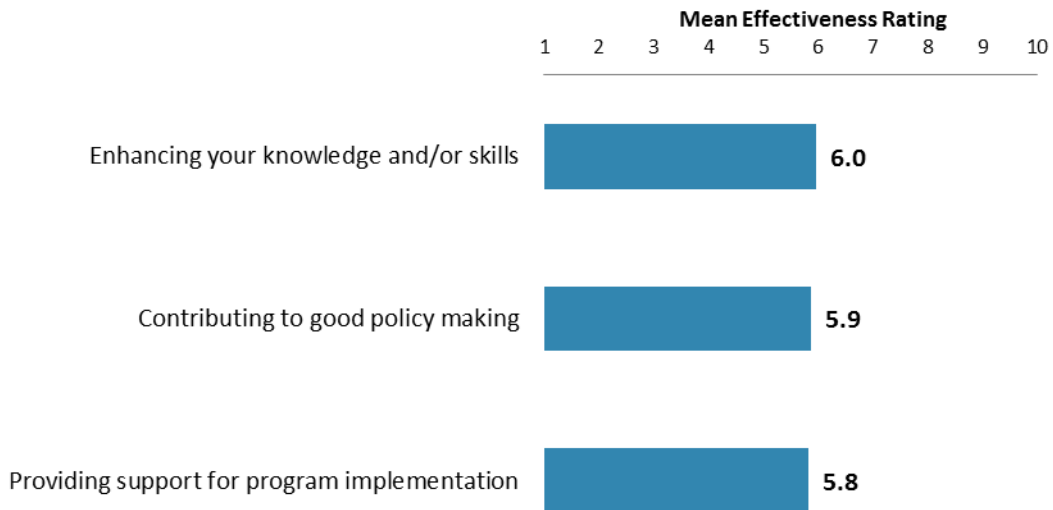 Mean Effectiveness Rating
1 2 3 4 5 6 7 8 9 10
Enhancing your knowledge and/or skills 6.0
Contributing to good policy making 5.9
Providing support for program implementation 5.8